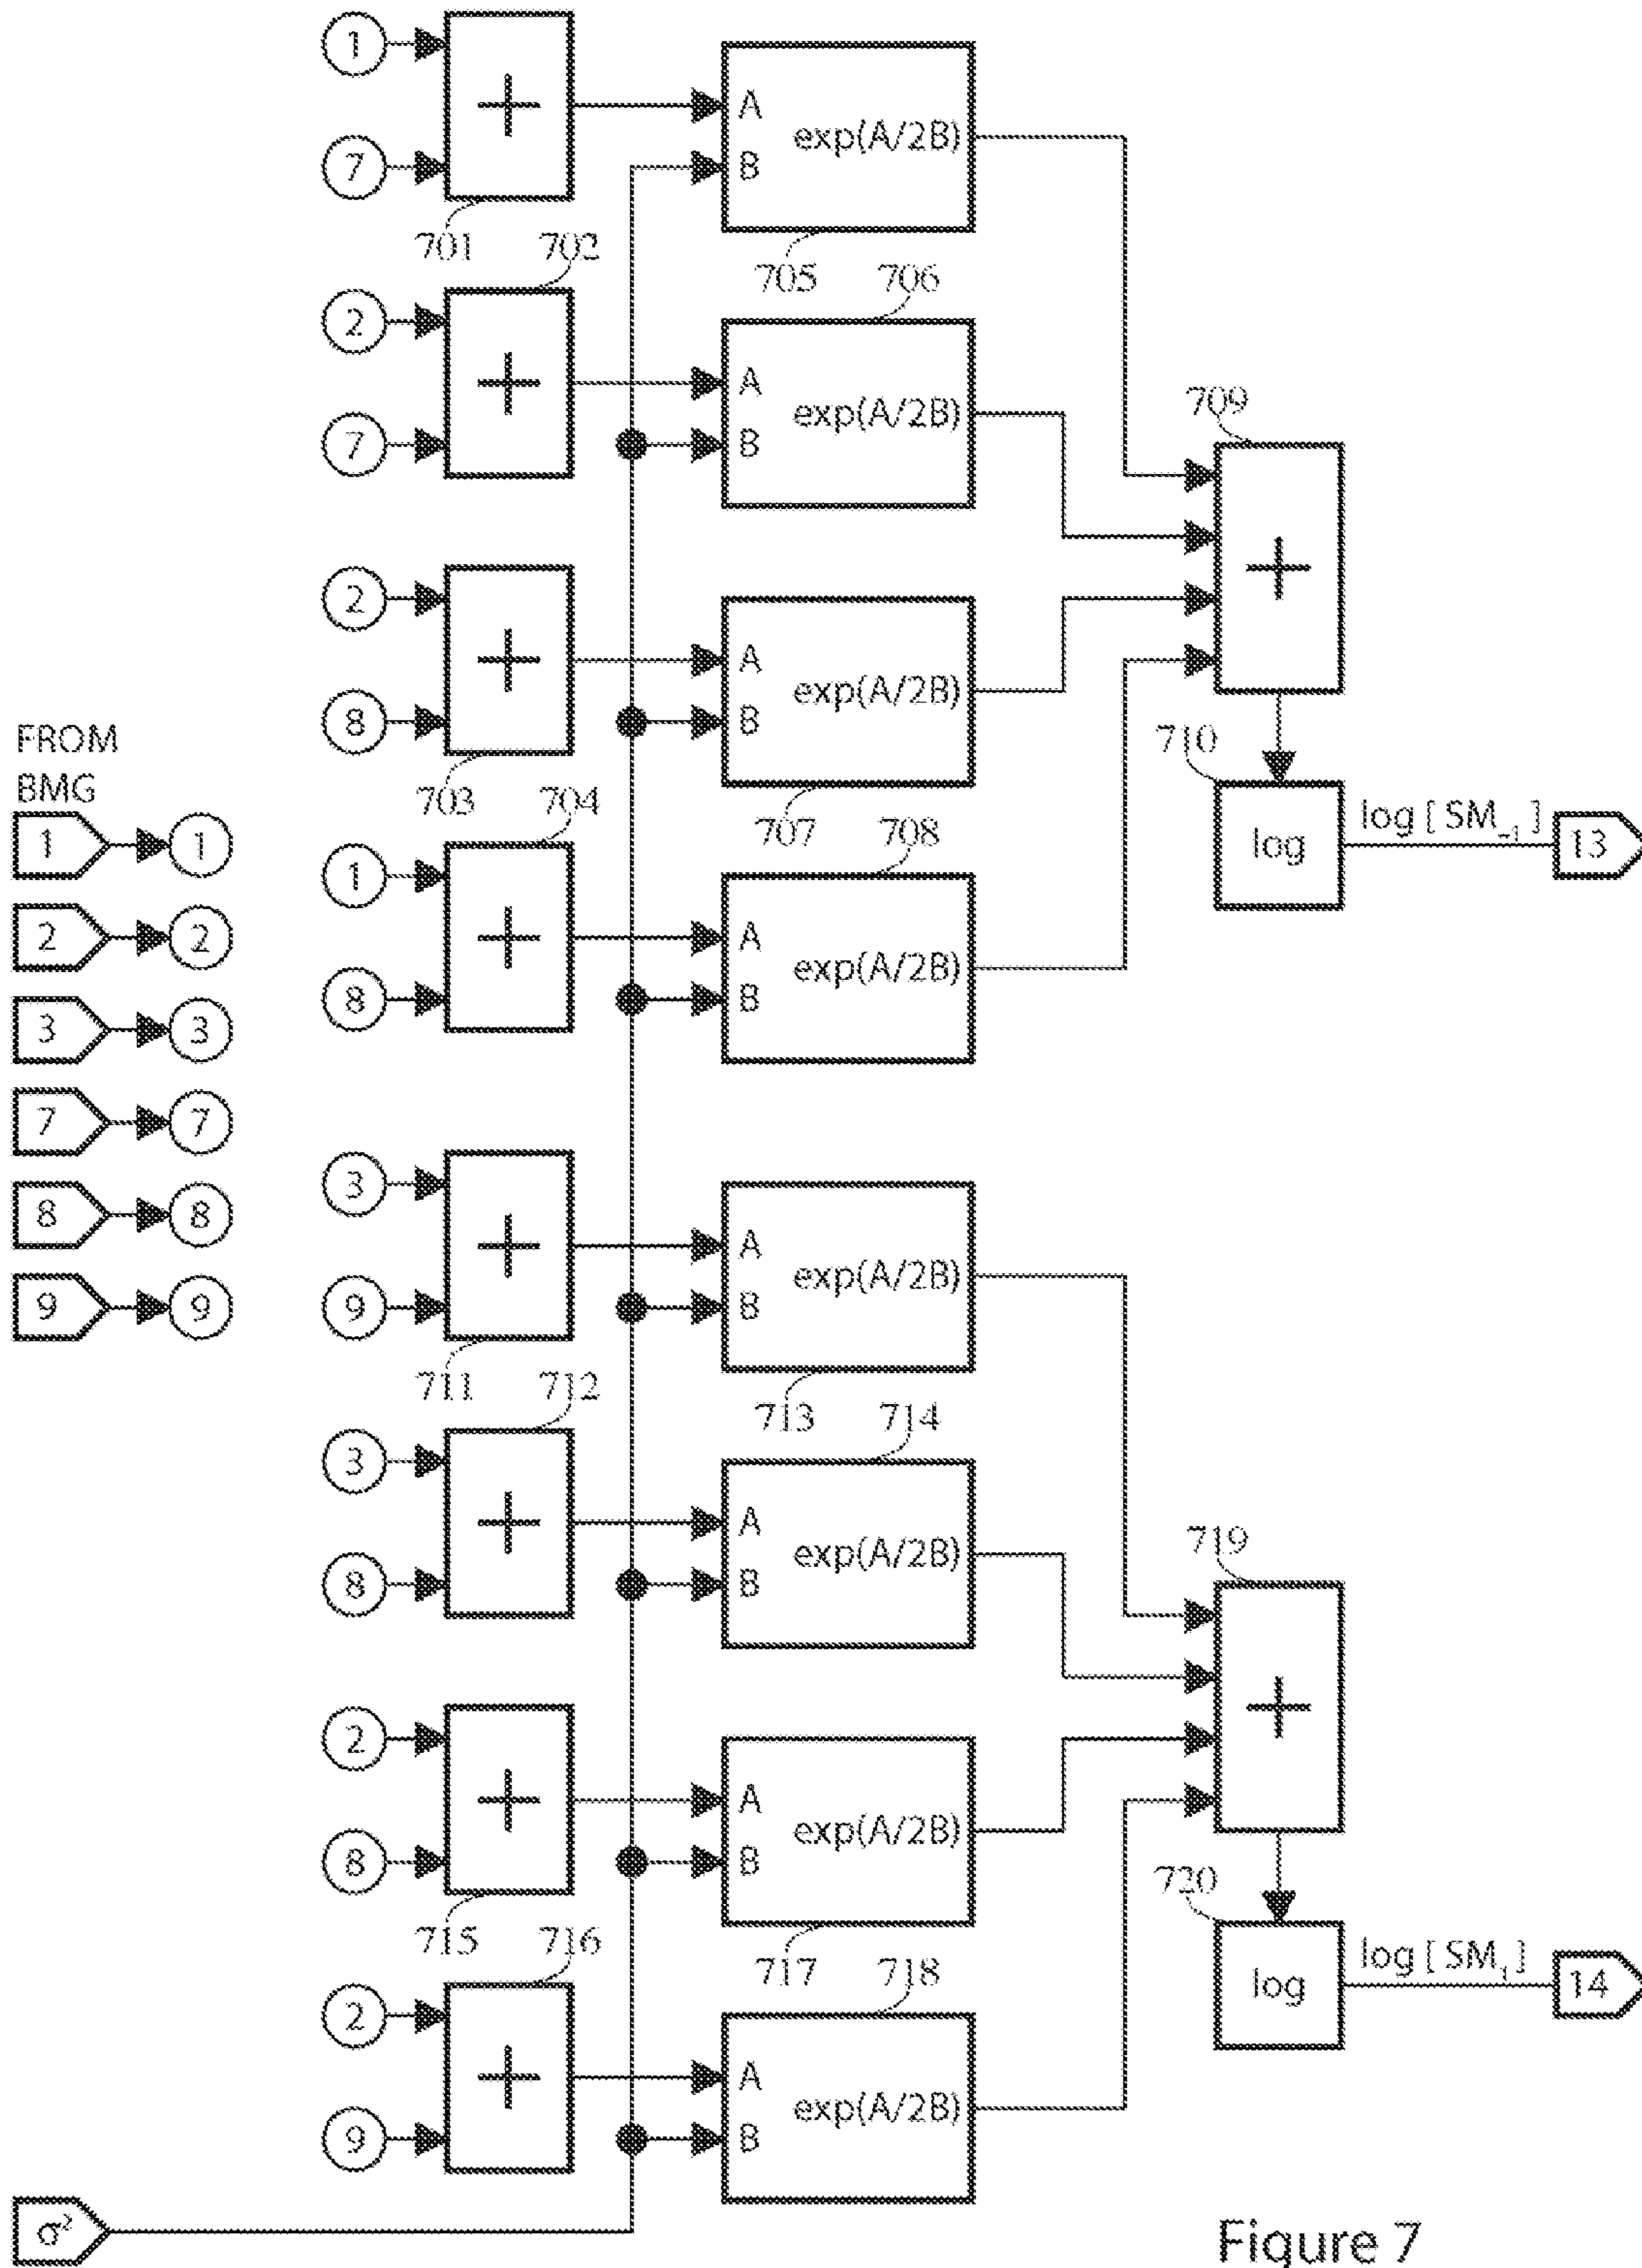 1
+
A
exp(A/2B)
7
B
701
702
705
706
2
+
A
exp(A/2B)
7
B
709
2
+
A
exp(A/2B)
+
8
B
FROM
BMG
703
704
707
708
710
1
1
log
log [ SM₋₁ ]
13
1
+
A
exp(A/2B)
2
2
8
B
3
3
7
7
8
8
9
9
3
+
A
exp(A/2B)
9
B
711
712
713
714
3
+
A
exp(A/2B)
8
B
719
2
+
A
exp(A/2B)
+
8
B
715
716
717
718
720
log
log [ SM₁ ]
14
2
+
A
exp(A/2B)
9
B
σ²
Figure 7